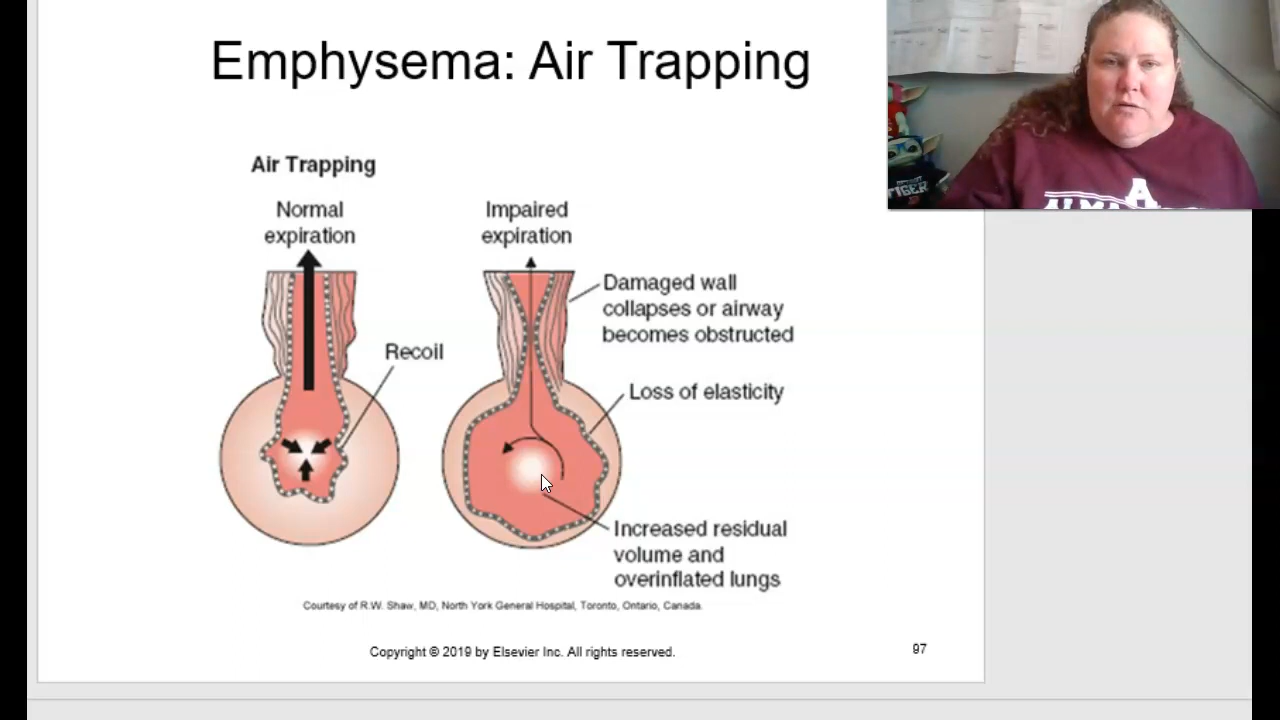 Emphysema: Air Trapping
Air Trapping
Normal
expiration
Impaired
expiration
Damaged wall
collapses or airway
becomes obstructed
Recoil
Loss of elasticity
Increased residual
volume and
overinflated lungs
Courtesy of R.W. Shaw, MD, North York General Hospital, Toronto, Ontario, Canada.
Copyright © 2019 by Elsevier Inc. All rights reserved.
97
TIGER
A